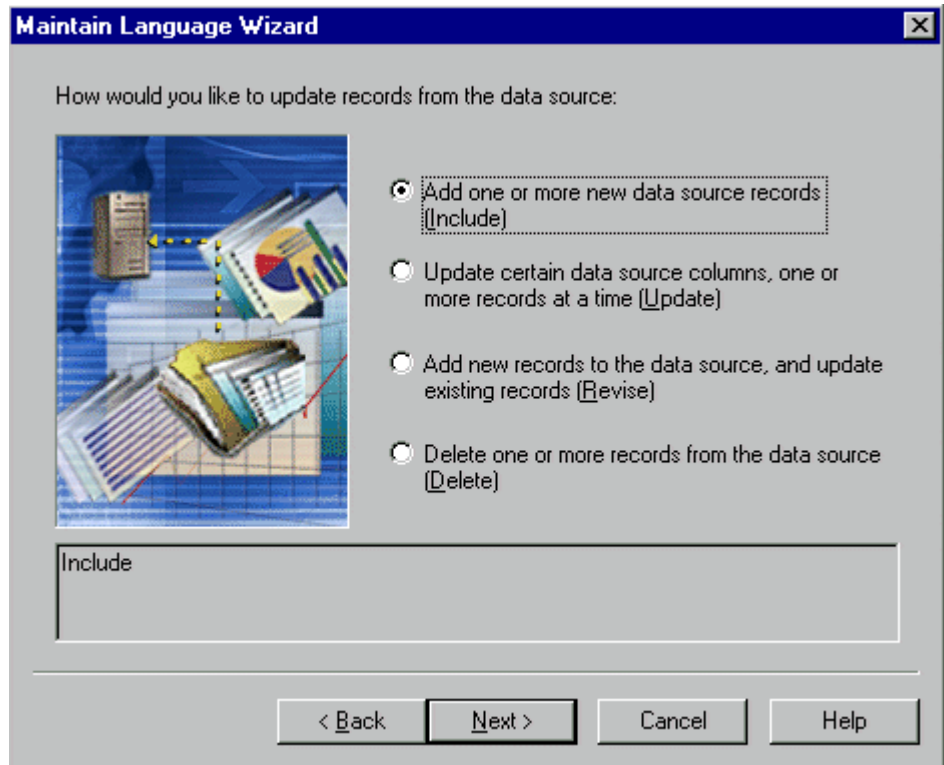 Maintain Language Wizard
How would you like to update records from the data source:
Add one or more new data source records
(Include)
Update certain data source columns, one or
more records at a time (Update)
Add new records to the data source, and update
existing records (Revise)
Delete one or more records from the data source
(Delete)
Include
< Back
Next >
Cancel
Help